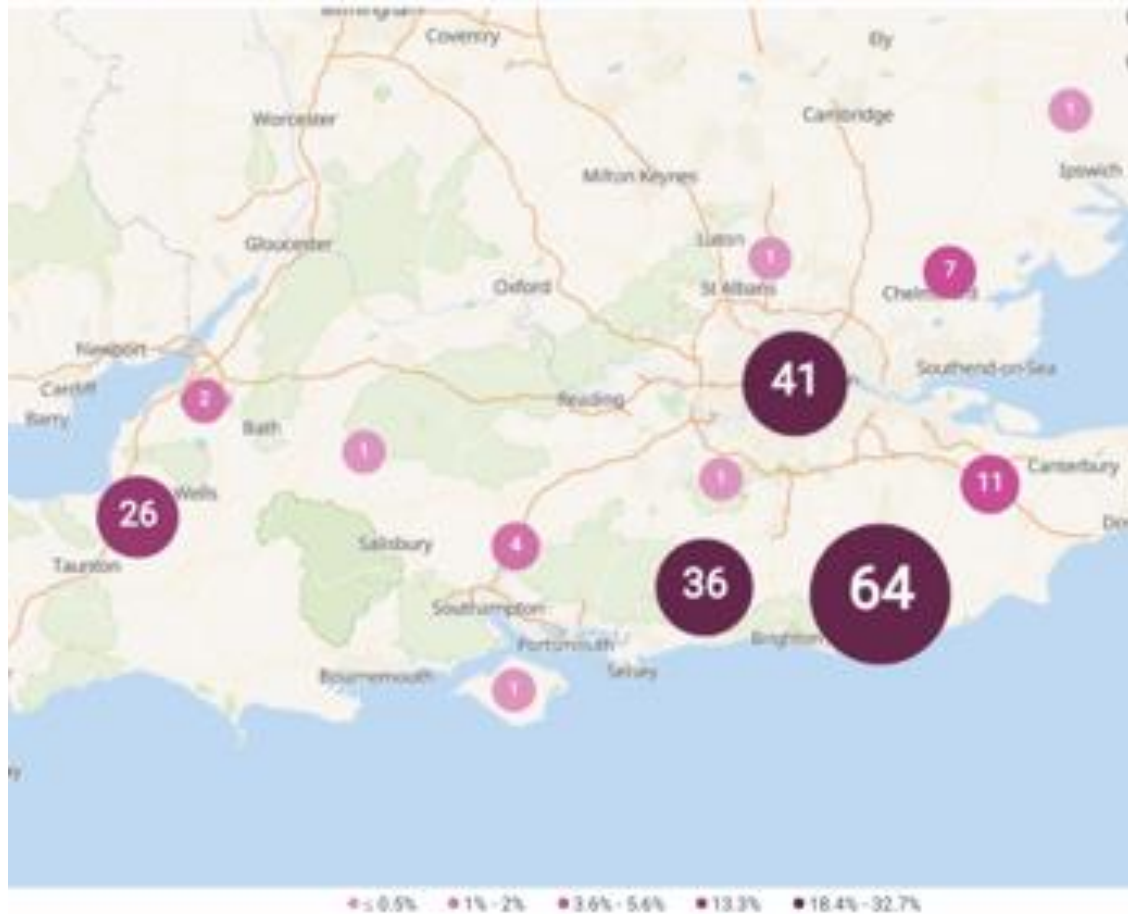 Coventry
Ely
Worcester
Cambridge
1
Ipswich
Milton Keynes
Gloucester
Luton
1
7
Oxford
St Albans
Newport
41
Southend-on-Sea
Cardiff
2
Reading
Barry
Bath
1
1
11
Canterbury
Wells
26
4
Salisbury
Taunton
36
64
Southampton
Portsmouth
Brighton
Selsey
Bournemouth
1
≤ 0.5% 1% - 2% 3.6% - 5.6% 13.3% 18.4% - 32.7%